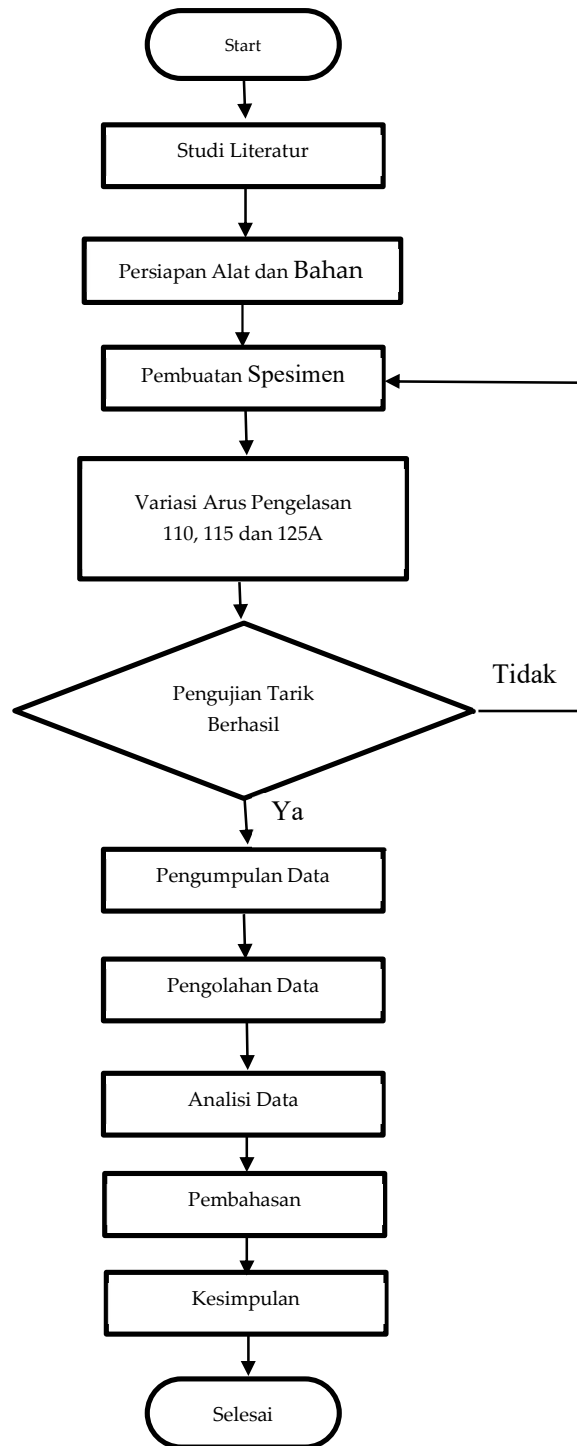 Start
Studi Literatur
Persiapan Alat dan Bahan
Pembuatan Spesimen
Variasi Arus Pengelasan
110, 115 dan 125A
Pengujian Tarik
Berhasil
Tidak
Ya
Pengumpulan Data
Pengolahan Data
Analisi Data
Pembahasan
Kesimpulan
Selesai